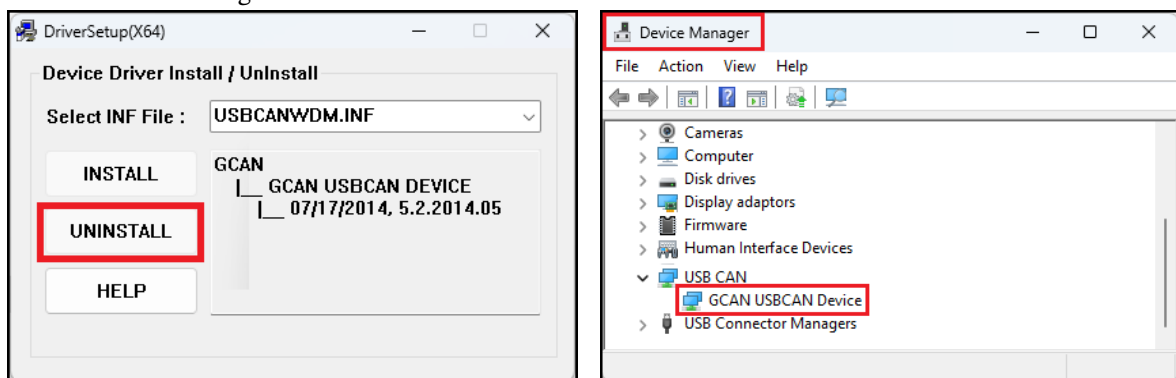 DriverSetup(X64)
Device Driver Install / UnInstall
Select INF File :
USBCANWDM.INF
INSTALL
UNINSTALL
HELP
GCAN
|__ GCAN USBCAN DEVICE
|__ 07/17/2014, 5.2.2014.05
Device Manager
File Action View Help
Cameras
Computer
Disk drives
Display adaptors
Firmware
Human Interface Devices
USB CAN
GCAN USBCAN Device
USB Connector Managers